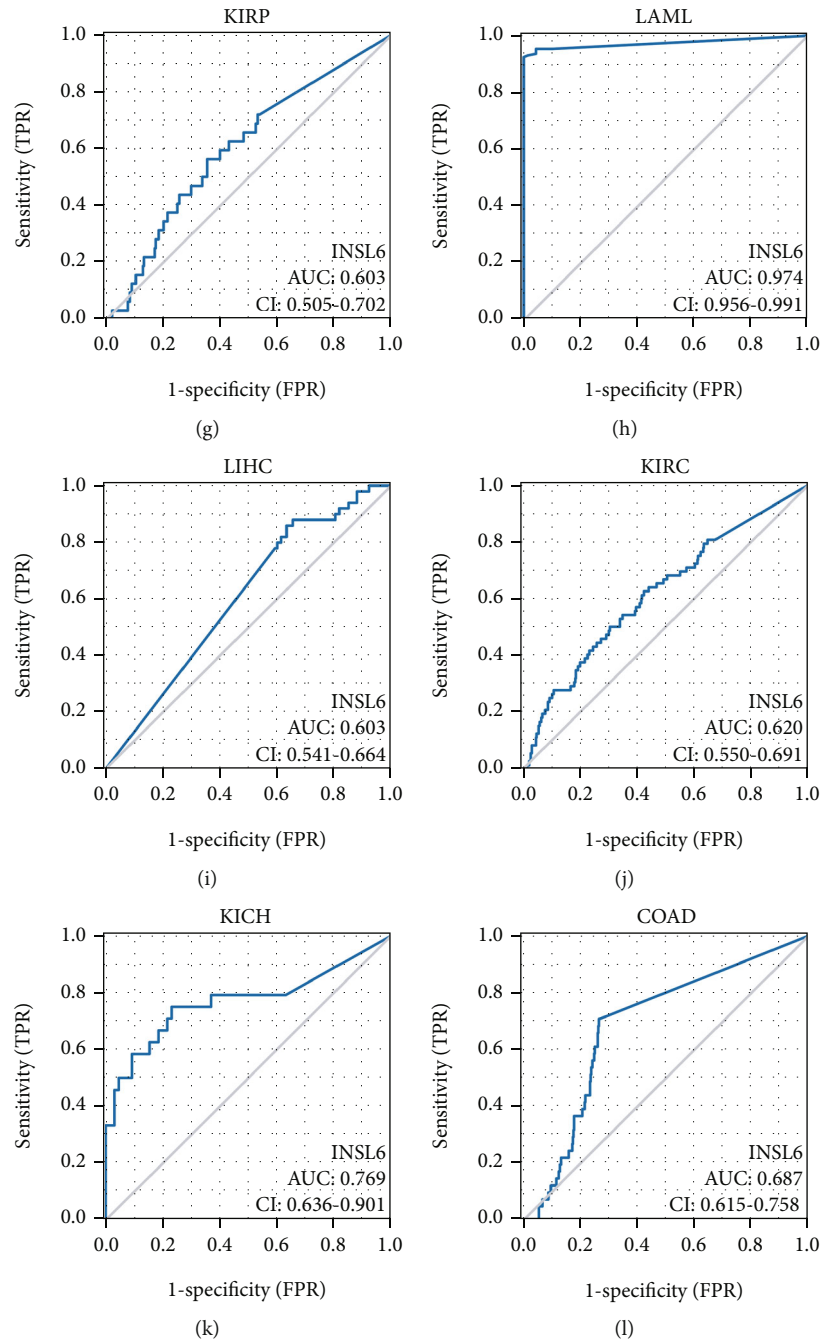 KIRP
Sensitivity (TPR)
1.0
0.8
0.6
0.4
0.2
0.0
INSL6
AUC: 0.603
CI: 0.505-0.702
0.0 0.2 0.4 0.6 0.8 1.0
1-specificity (FPR)
(g)
LAML
Sensitivity (TPR)
1.0
0.8
0.6
0.4
0.2
0.0
INSL6
AUC: 0.974
CI: 0.956-0.991
0.0 0.2 0.4 0.6 0.8 1.0
1-specificity (FPR)
(h)
LIHC
Sensitivity (TPR)
1.0
0.8
0.6
0.4
0.2
0.0
INSL6
AUC: 0.603
CI: 0.541-0.664
0.0 0.2 0.4 0.6 0.8 1.0
1-specificity (FPR)
(i)
KIRC
Sensitivity (TPR)
1.0
0.8
0.6
0.4
0.2
0.0
INSL6
AUC: 0.620
CI: 0.550-0.691
0.0 0.2 0.4 0.6 0.8 1.0
1-specificity (FPR)
(j)
KICH
Sensitivity (TPR)
1.0
0.8
0.6
0.4
0.2
0.0
INSL6
AUC: 0.769
CI: 0.636-0.901
0.0 0.2 0.4 0.6 0.8 1.0
1-specificity (FPR)
(k)
COAD
Sensitivity (TPR)
1.0
0.8
0.6
0.4
0.2
0.0
INSL6
AUC: 0.687
CI: 0.615-0.758
0.0 0.2 0.4 0.6 0.8 1.0
1-specificity (FPR)
(l)